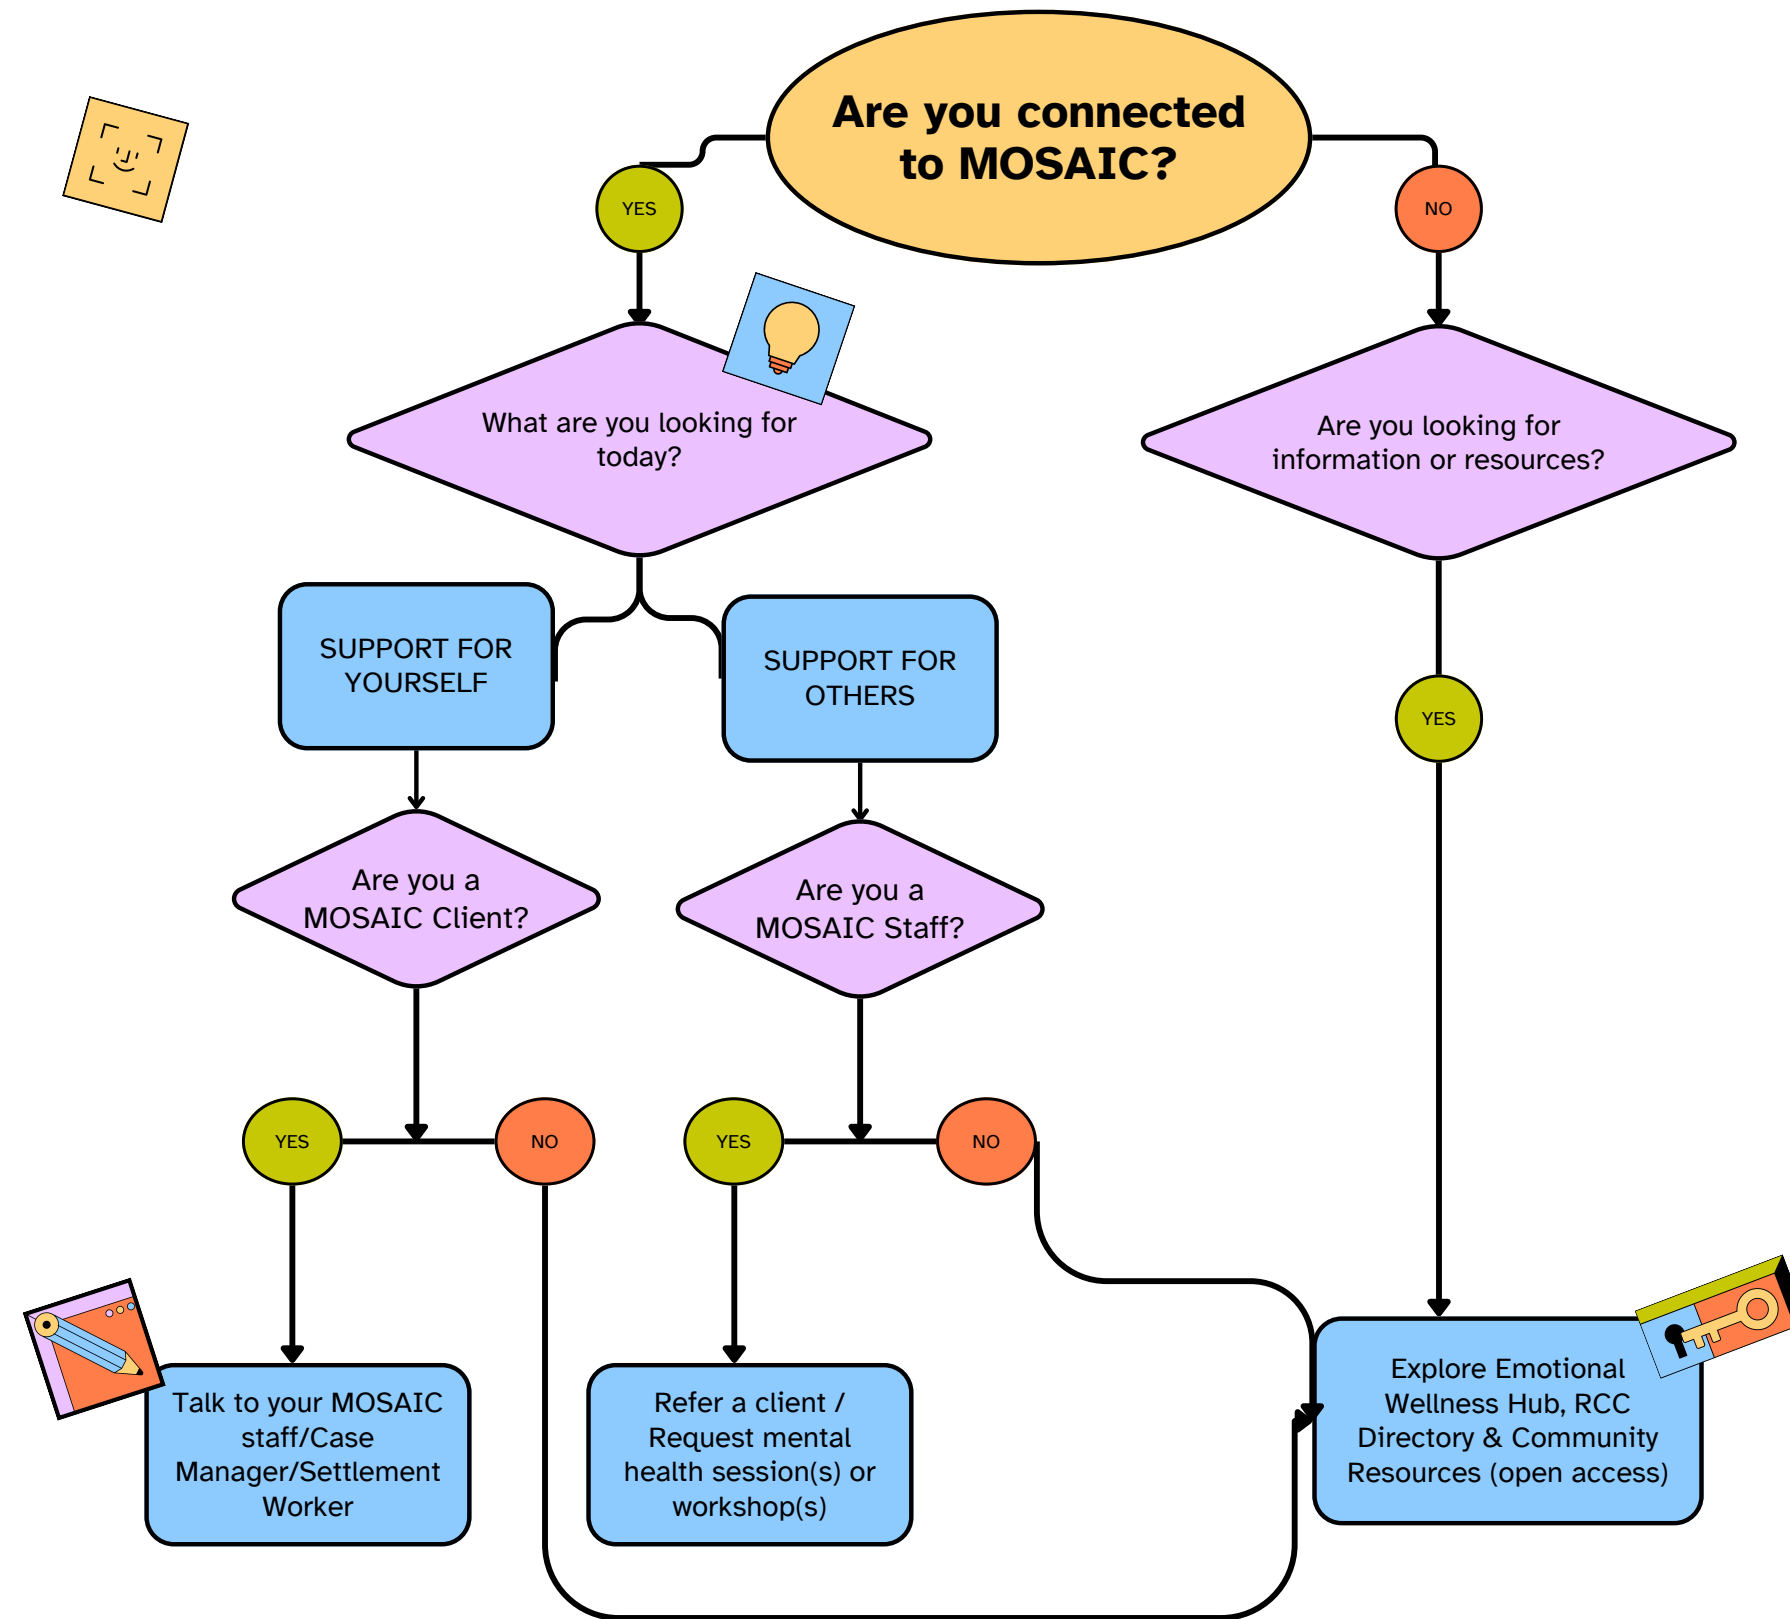 Are you connected
to MOSAIC?
YES
NO
What are you looking for
today?
Are you looking for
information or resources?
SUPPORT FOR
YOURSELF
SUPPORT FOR
OTHERS
YES
Are you a
MOSAIC Client?
Are you a
MOSAIC Staff?
YES
NO
YES
NO
Talk to your MOSAIC
staff/Case
Manager/Settlement
Worker
Refer a client /
Request mental
health session(s) or
workshop(s)
Explore Emotional
Wellness Hub, RCC
Directory & Community
Resources (open access)